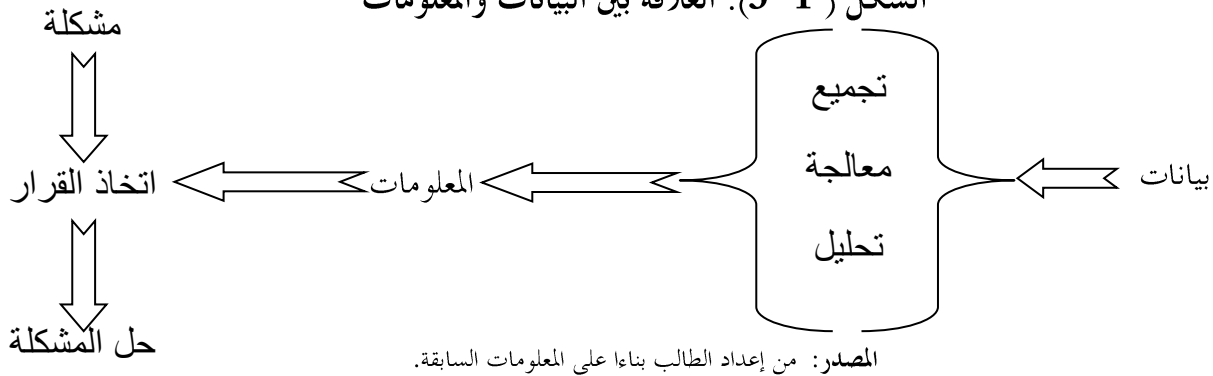 الشكل (1-3): العلاقة بين البيانات والمعلومات
مشكلة
تجميع
معالجة
تحليل
بيانات
المعلومات
اتخاذ القرار
حل المشكلة
المصدر: من إعداد الطالب بناءا على المعلومات السابقة.